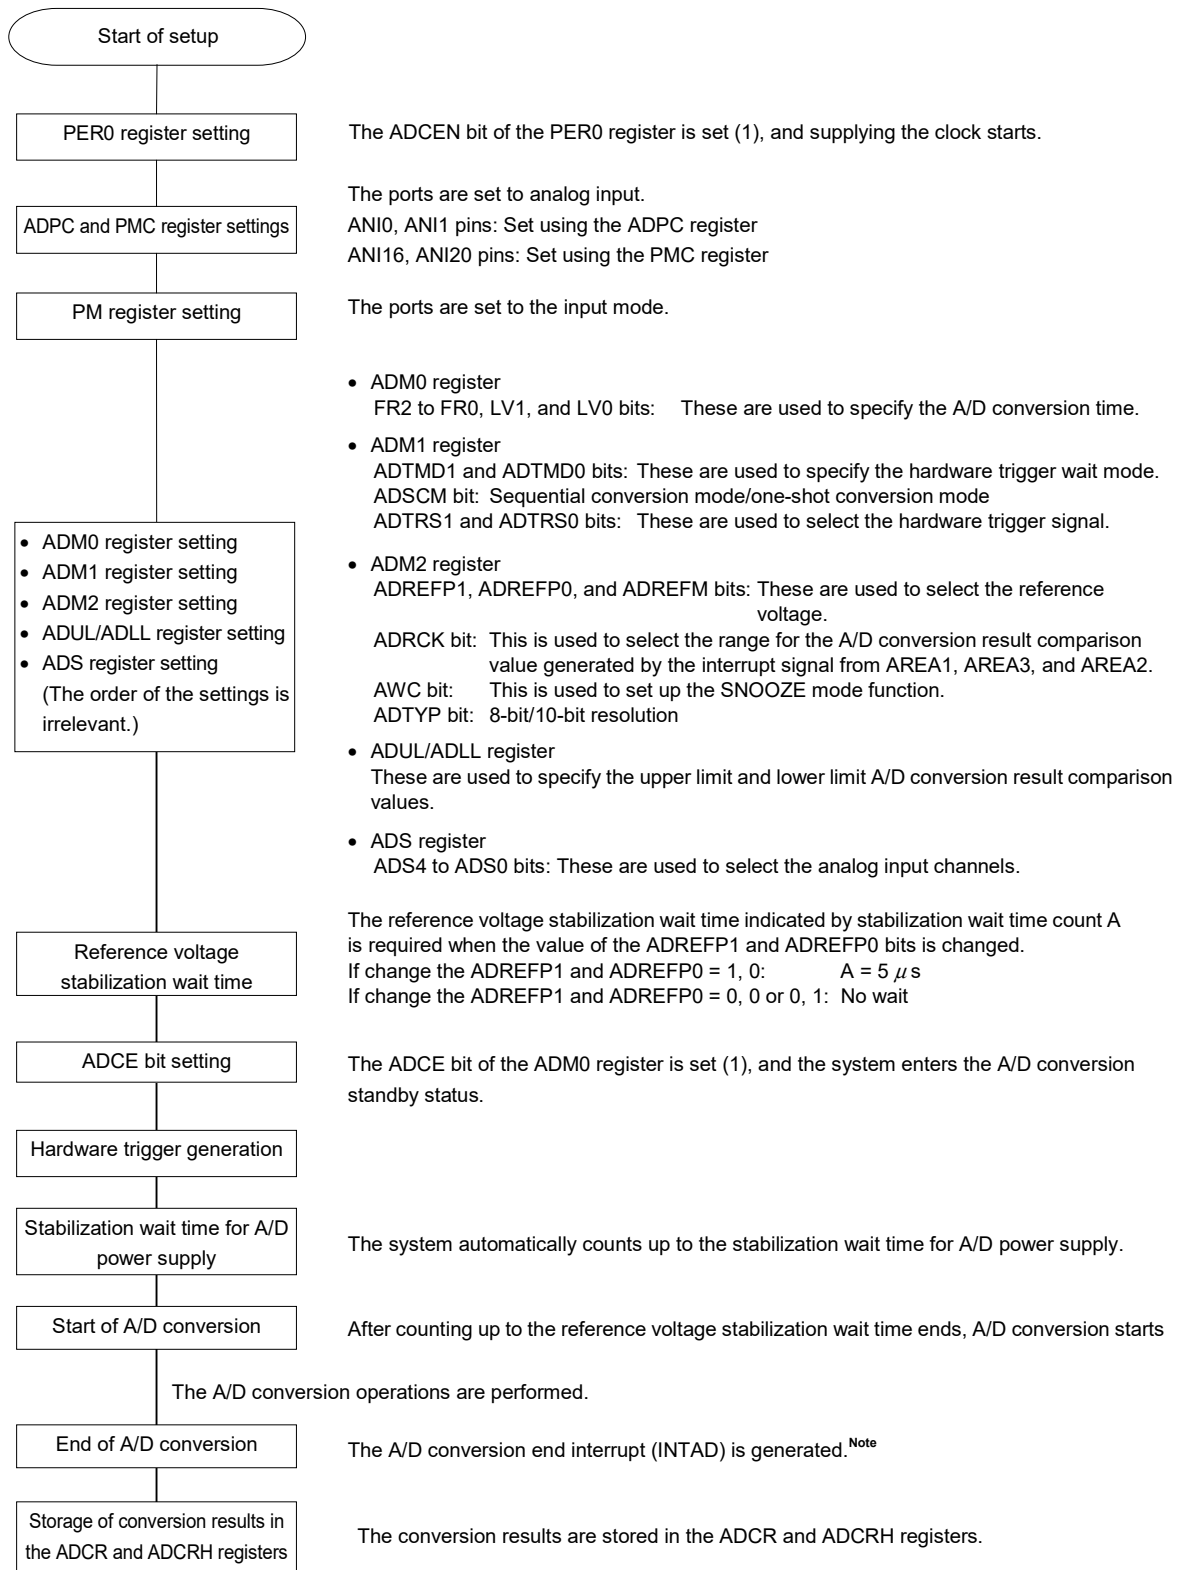 Start of setup
PER0 register setting
The ADCEN bit of the PER0 register is set (1), and supplying the clock starts.
ADPC and PMC register settings
The ports are set to analog input.
ANI0, ANI1 pins: Set using the ADPC register
ANI16, ANI20 pins: Set using the PMC register
PM register setting
The ports are set to the input mode.
• ADM0 register setting
• ADM1 register setting
• ADM2 register setting
• ADUL/ADLL register setting
• ADS register setting
(The order of the settings is
irrelevant.)
• ADM0 register
FR2 to FR0, LV1, and LV0 bits: These are used to specify the A/D conversion time.
• ADM1 register
ADTMD1 and ADTMD0 bits: These are used to specify the hardware trigger wait mode.
ADSCM bit: Sequential conversion mode/one-shot conversion mode
ADTRS1 and ADTRS0 bits: These are used to select the hardware trigger signal.
• ADM2 register
ADREFP1, ADREFP0, and ADREFM bits: These are used to select the reference
voltage.
ADRCK bit: This is used to select the range for the A/D conversion result comparison
value generated by the interrupt signal from AREA1, AREA3, and AREA2.
AWC bit: This is used to set up the SNOOZE mode function.
ADTYP bit: 8-bit/10-bit resolution
• ADUL/ADLL register
These are used to specify the upper limit and lower limit A/D conversion result comparison
values.
• ADS register
ADS4 to ADS0 bits: These are used to select the analog input channels.
Reference voltage
stabilization wait time
The reference voltage stabilization wait time indicated by stabilization wait time count A
is required when the value of the ADREFP1 and ADREFP0 bits is changed.
If change the ADREFP1 and ADREFP0 = 1, 0: A = 5 μs
If change the ADREFP1 and ADREFP0 = 0, 0 or 0, 1: No wait
ADCE bit setting
The ADCE bit of the ADM0 register is set (1), and the system enters the A/D conversion
standby status.
Hardware trigger generation
Stabilization wait time for A/D
power supply
The system automatically counts up to the stabilization wait time for A/D power supply.
Start of A/D conversion
After counting up to the reference voltage stabilization wait time ends, A/D conversion starts
The A/D conversion operations are performed.
End of A/D conversion
The A/D conversion end interrupt (INTAD) is generated.Note
Storage of conversion results in
the ADCR and ADCRH registers
The conversion results are stored in the ADCR and ADCRH registers.